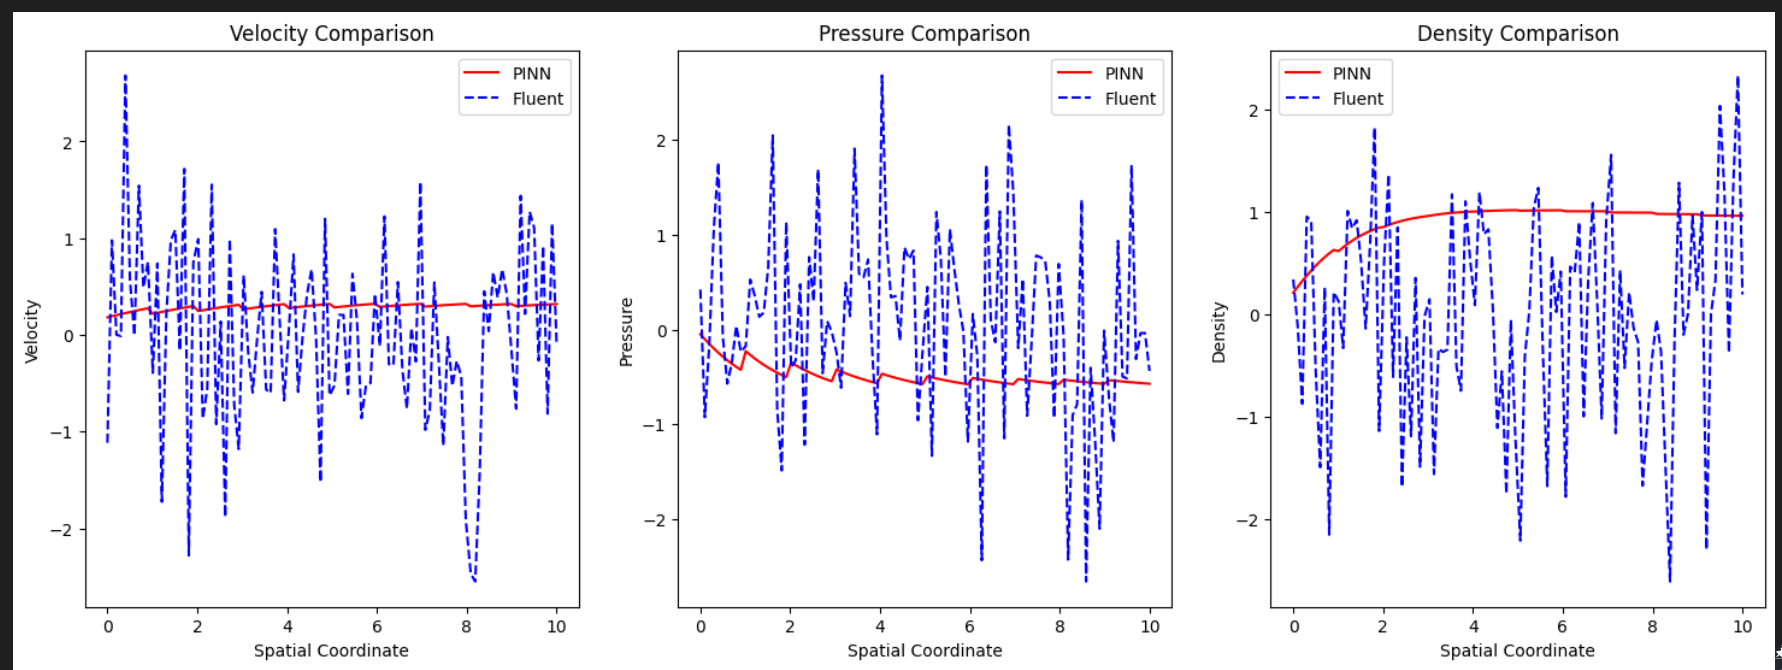 Velocity Comparison
PINN
Fluent
2
1
0
−1
−2
Velocity
0 2 4 6 8 10
Spatial Coordinate
Pressure Comparison
PINN
Fluent
2
1
0
−1
−2
Pressure
0 2 4 6 8 10
Spatial Coordinate
Density Comparison
PINN
Fluent
2
1
0
−1
−2
Density
0 2 4 6 8 10
Spatial Coordinate